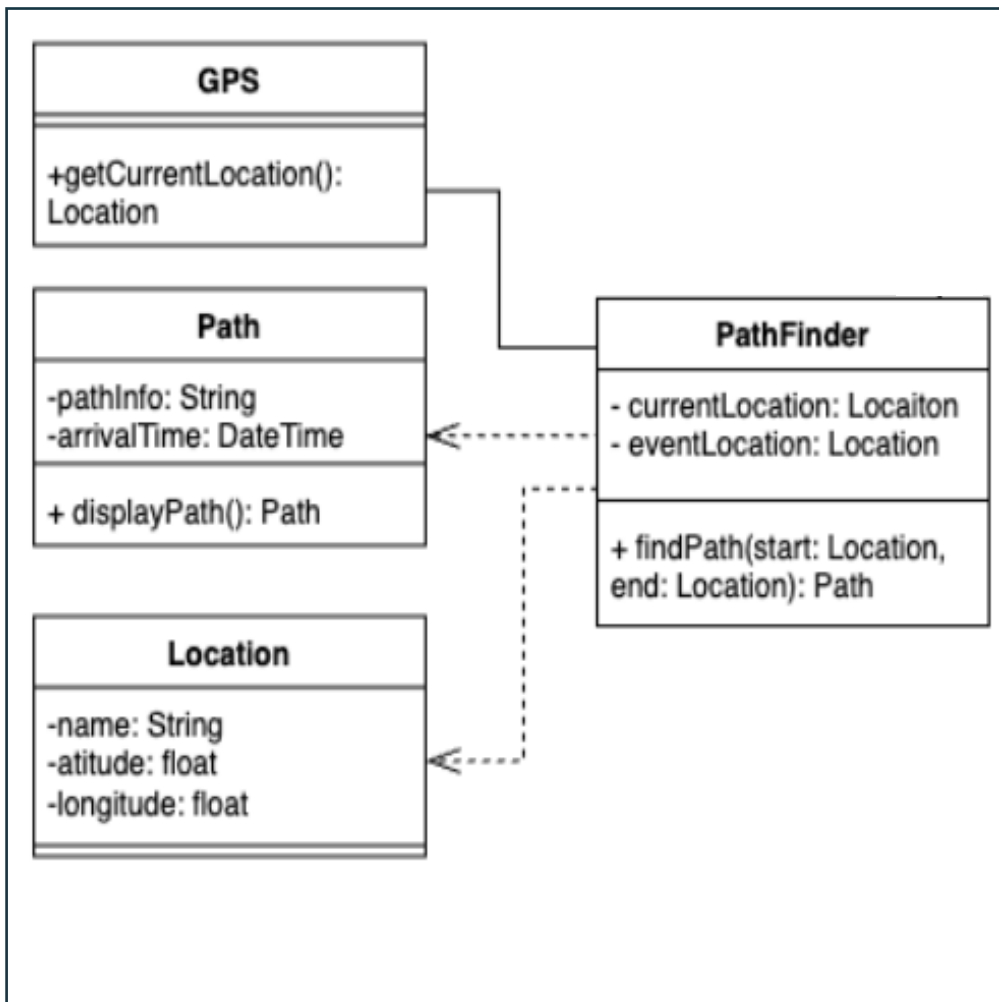 GPS
+getCurrentLocation():
Location
Path
-pathInfo: String
-arrivalTime: DateTime
+ displayPath(): Path
PathFinder
- currentLocation: Locaiton
- eventLocation: Location
+ findPath(start: Location,
end: Location): Path
Location
-name: String
-atitude: float
-longitude: float